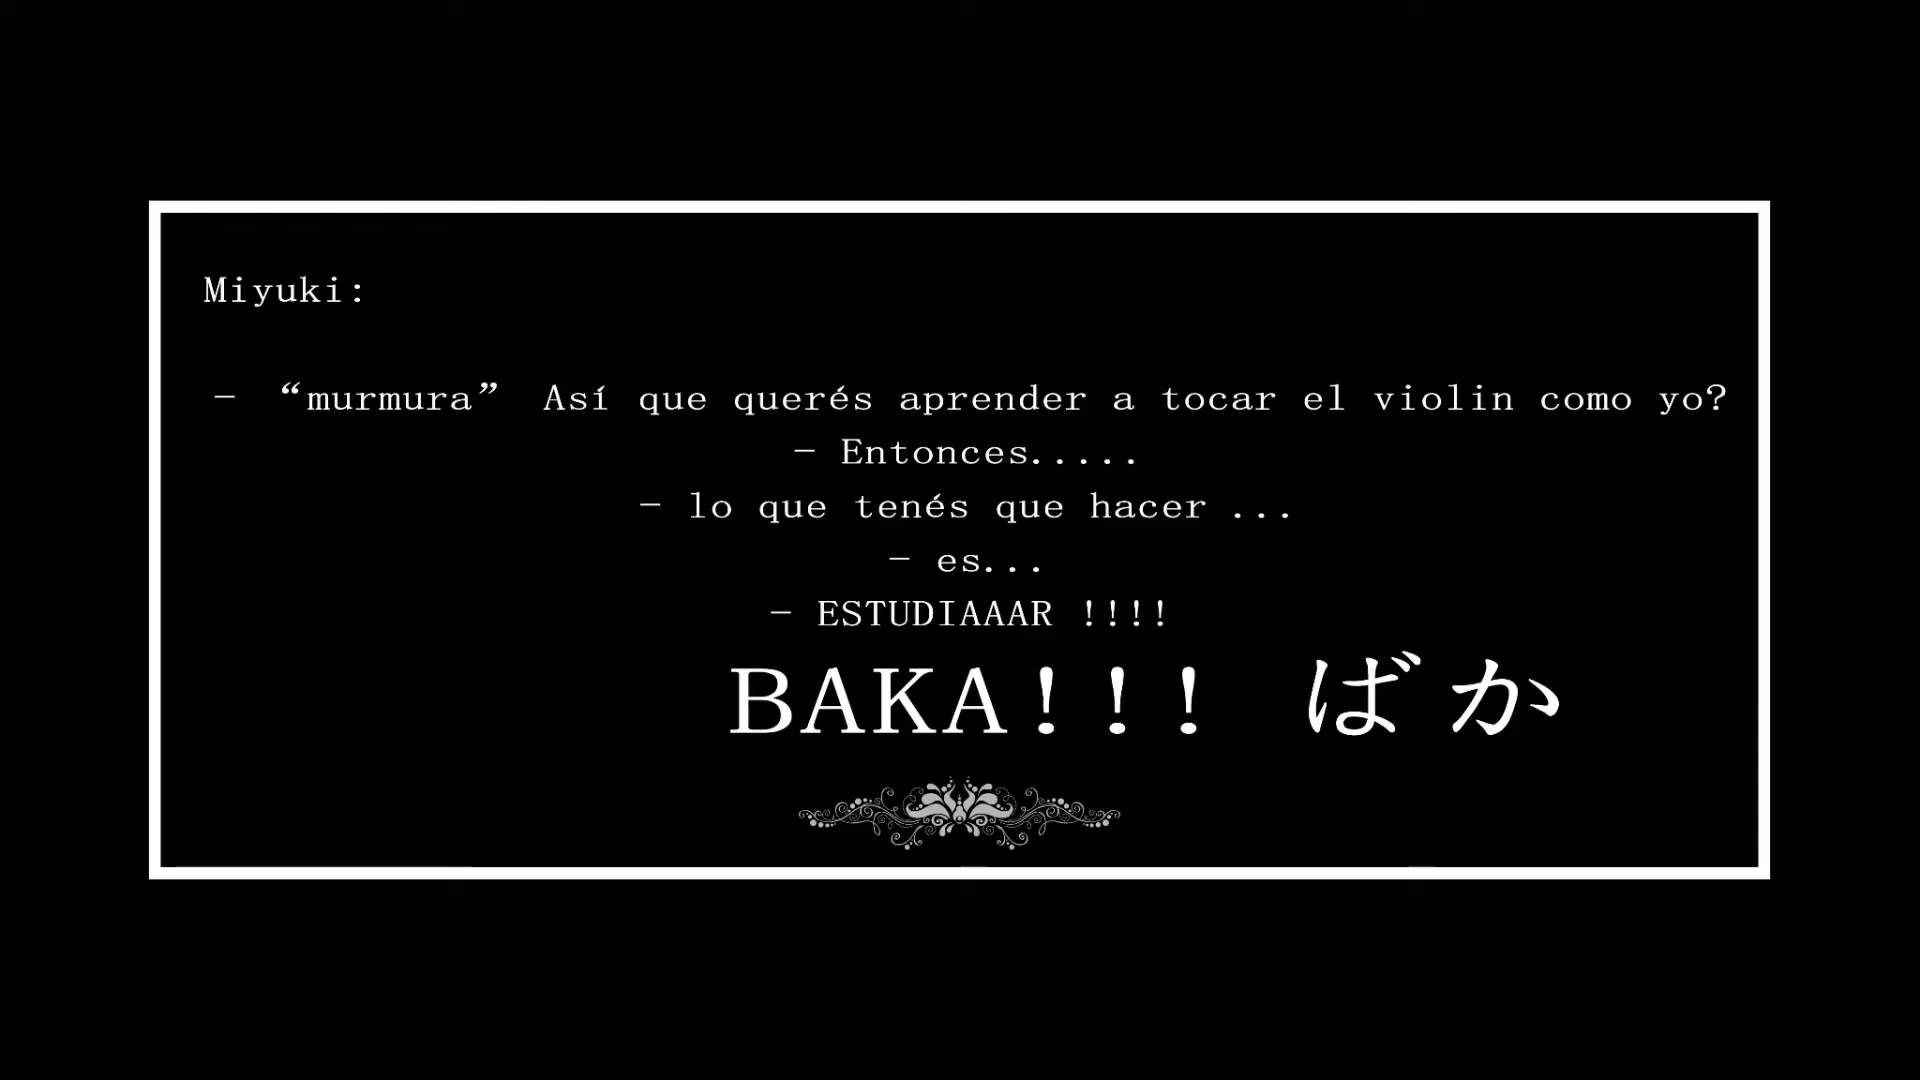 Miyuki:
- “murmura” Así que querés aprender a tocar el violin como yo?
- Entonces.....
- lo que tenés que hacer ...
- es...
- ESTUDIAAAR !!!!
BAKA!!! ばか